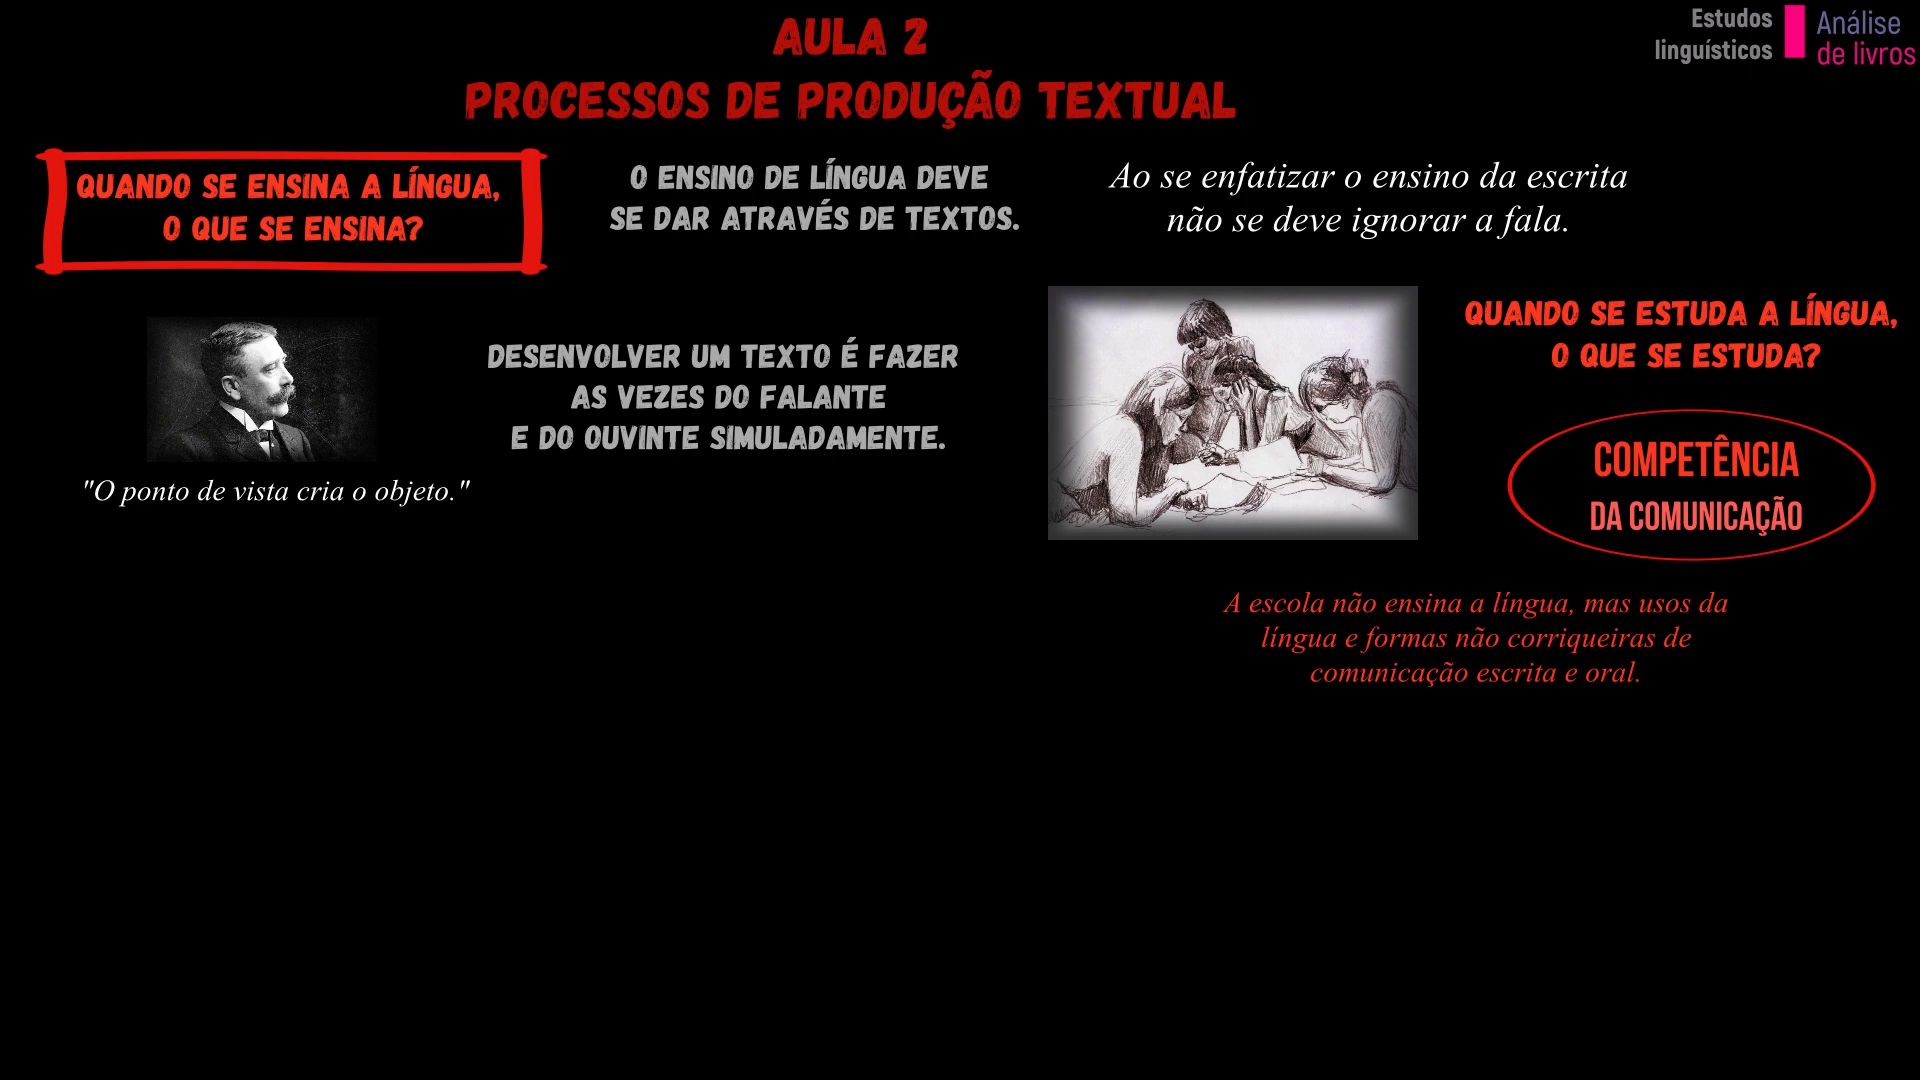 AULA 2
PROCESSOS DE PRODUÇÃO TEXTUAL
Estudos
linguísticos
Análise
de livros
QUANDO SE ENSINA A LÍNGUA,
O QUE SE ENSINA?
O ENSINO DE LÍNGUA DEVE
SE DAR ATRAVÉS DE TEXTOS.
Ao se enfatizar o ensino da escrita
não se deve ignorar a fala.
"O ponto de vista cria o objeto."
DESENVOLVER UM TEXTO É FAZER
AS VEZES DO FALANTE
E DO OUVINTE SIMULADAMENTE.
QUANDO SE ESTUDA A LÍNGUA,
O QUE SE ESTUDA?
COMPETÊNCIA
DA COMUNICAÇÃO
A escola não ensina a língua, mas usos da
língua e formas não corriqueiras de
comunicação escrita e oral.